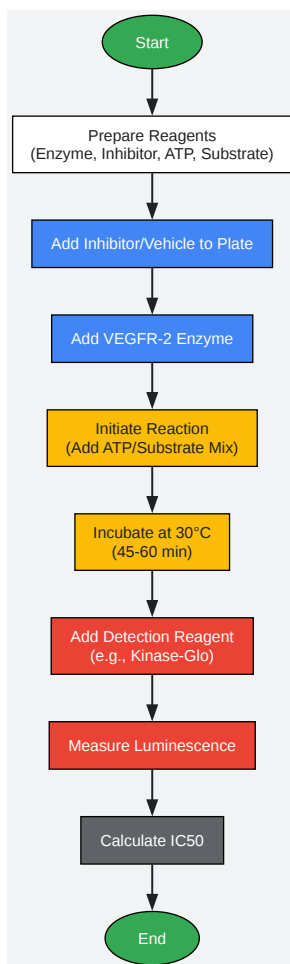 Start
Prepare Reagents
(Enzyme, Inhibitor, ATP, Substrate)
Add Inhibitor/Vehicle to Plate
Add VEGFR-2 Enzyme
Initiate Reaction
(Add ATP/Substrate Mix)
Incubate at 30°C
(45-60 min)
Add Detection Reagent
(e.g., Kinase-Glo)
Measure Luminescence
Calculate IC50
End